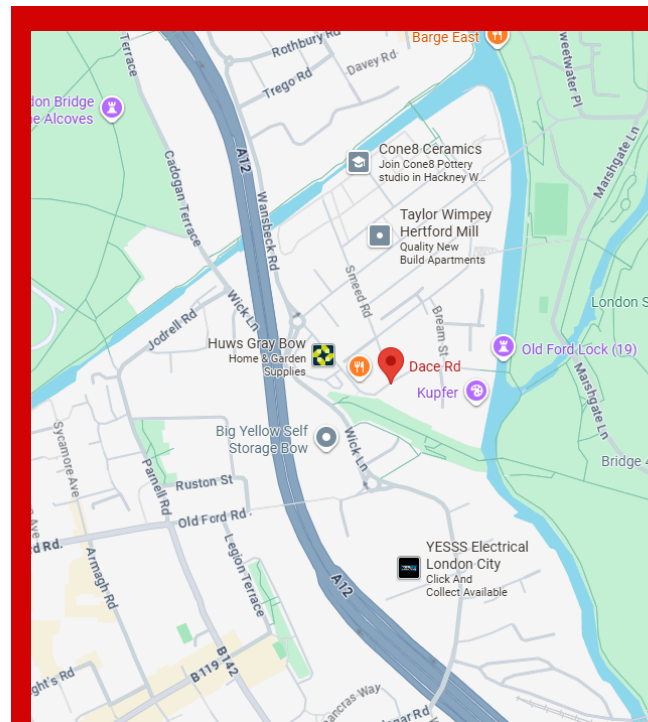 Barge East
Rothbury Rd
Davey Rd
Trego Rd
Terrace
don Bridge
e Alcoves
A12
Cadogan Terrace
Wansbeck Rd
Cone8 Ceramics
Join Cone8 Pottery
studio in Hackney W...
Marshgate Ln
Taylor Wimpey
Hertford Mill
Quality New
Build Apartments
Smeed Rd
Wick Ln
Jodrell Rd
Bream St
London S
Huws Gray Bow
Home & Garden
Supplies
Dace Rd
Old Ford Lock (19)
Kupfer
Marshgate Ln
Big Yellow Self
Storage Bow
Wick Ln
Bridge 4
Sycamore Ave
Parnell Rd
Ruston St
Old Ford Rd
d Rd.
Armagh Rd
Legion Terrace
YESSS Electrical
London City
Click And
Collect Available
A12
B142
B119
ght's Rd
anctas Way
nar Rd